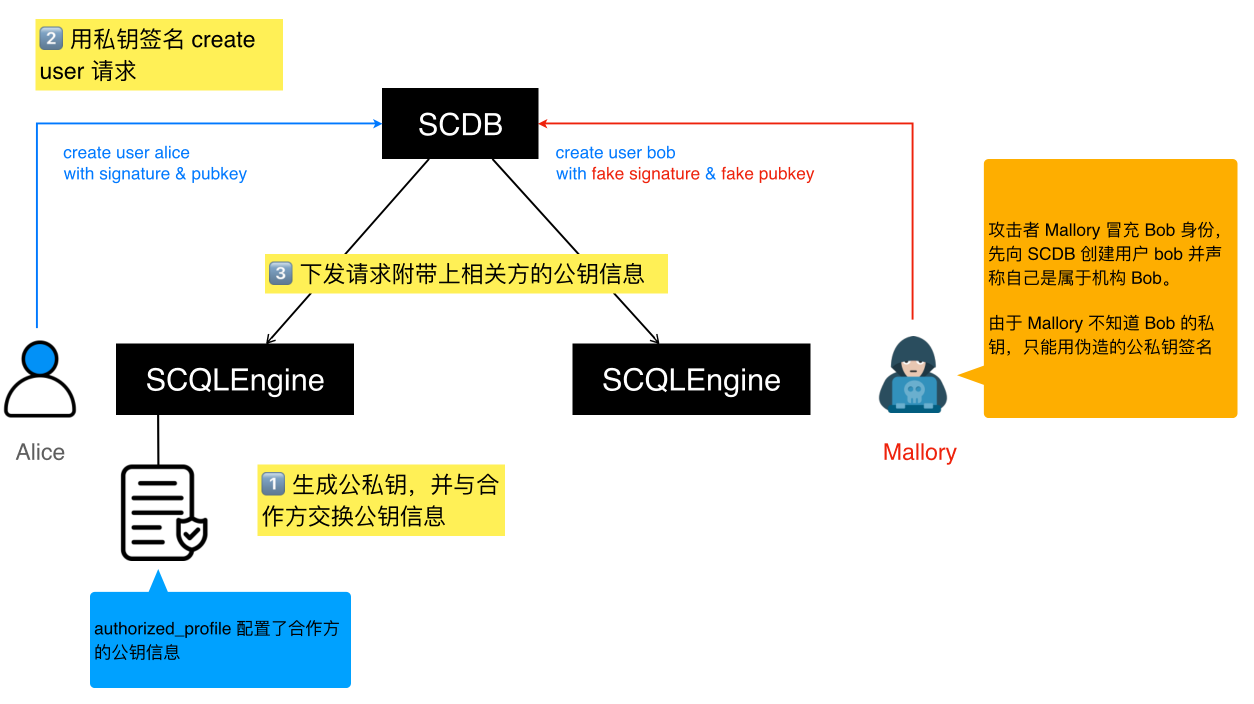 2 用私钥签名 create
user 请求
SCDB
create user alice
with signature & pubkey
create user bob
with fake signature & fake pubkey
攻击者 Mallory 冒充 Bob 身份，
先向 SCDB 创建用户 bob 并声
称自己是属于机构 Bob。
由于 Mallory 不知道 Bob 的私
钥，只能用伪造的公私钥签名
3 下发请求附带上相关方的公钥信息
SCQLEngine
SCQLEngine
Alice
Mallory
1 生成公私钥，并与合
作方交换公钥信息
authorized_profile 配置了合作方
的公钥信息